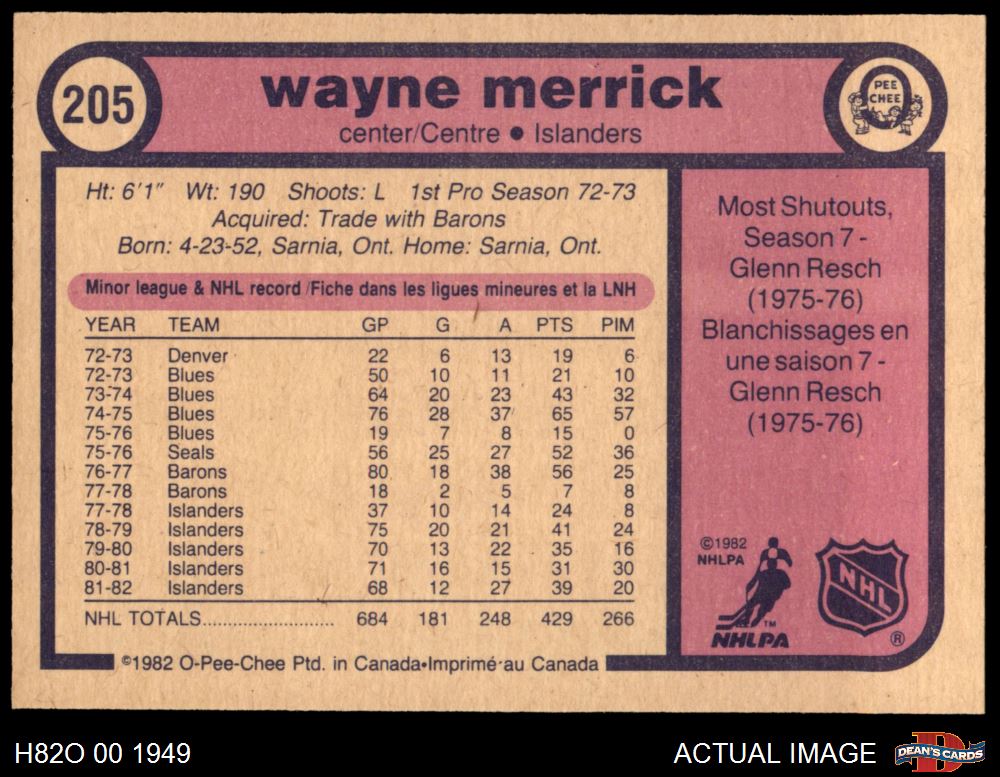 205
wayne merrick
center/Centre ● Islanders
O
PEE
CHEE
Ht: 6'1" Wt: 190 Shoots: L 1st Pro Season 72-73
Acquired: Trade with Barons
Born: 4-23-52, Sarnia, Ont. Home: Sarnia, Ont.
Minor league & NHL record/Fiche dans les ligues mineures et la LNH
YEAR TEAM GP G A PTS PIM
72-73 Denver 22 6 13 19 6
72-73 Blues 50 10 11 21 10
73-74 Blues 64 20 23 43 32
74-75 Blues 76 28 37 65 57
75-76 Blues 19 7 8 15 0
75-76 Seals 56 25 27 52 36
76-77 Barons 80 18 38 56 25
77-78 Barons 18 2 5 7 8
77-78 Islanders 37 10 14 24 8
78-79 Islanders 75 20 21 41 24
79-80 Islanders 70 13 22 35 16
80-81 Islanders 71 16 15 31 30
81-82 Islanders 68 12 27 39 20
NHL TOTALS.......................... 684 181 248 429 266
©1982 O-Pee-Chee Ptd. in Canada•Imprimé au Canada
Most Shutouts,
Season 7 -
Glenn Resch
(1975-76)
Blanchissages en
une saison 7 -
Glenn Resch
(1975-76)
©1982
NHLPA
TM
NHLPA
NHL
®
H82O 00 1949
ACTUAL IMAGE
D
DEAN'S CARDS